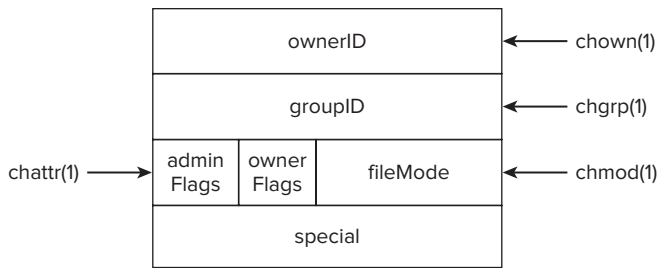 ownerID
chown(1)
groupID
chgrp(1)
chattr(1)
admin
Flags
owner
Flags
fileMode
chmod(1)
special